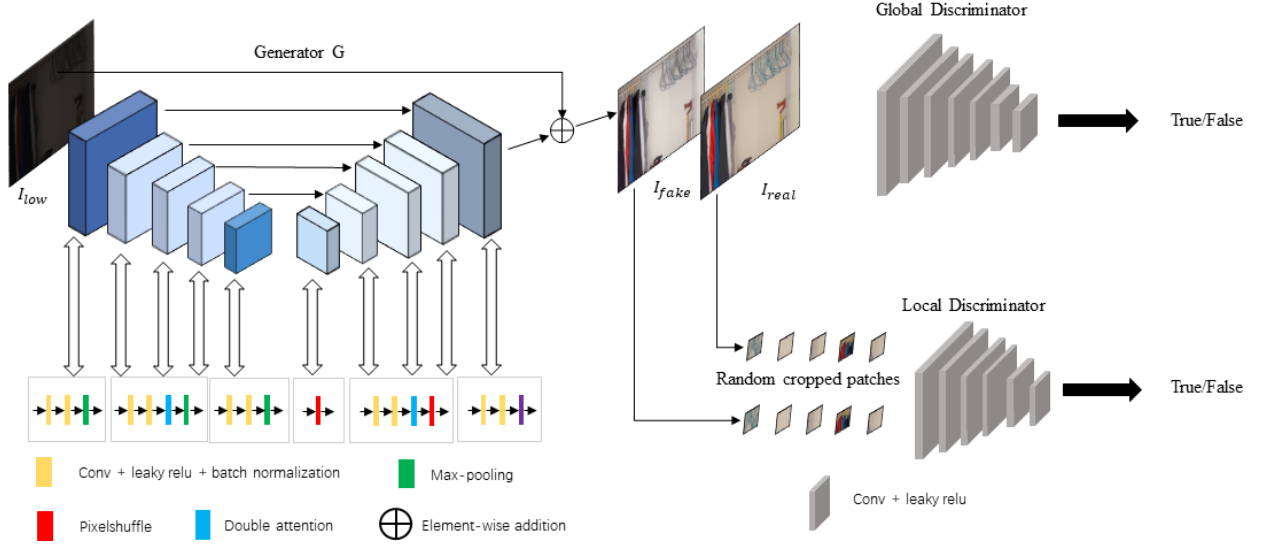 Global Discriminator
Generator G
True/False
I_low
I_fake
I_real
Local Discriminator
Random cropped patches
True/False
Conv + leaky relu + batch normalization
Max-pooling
Conv + leaky relu
Pixelshuffle
Double attention
Element-wise addition